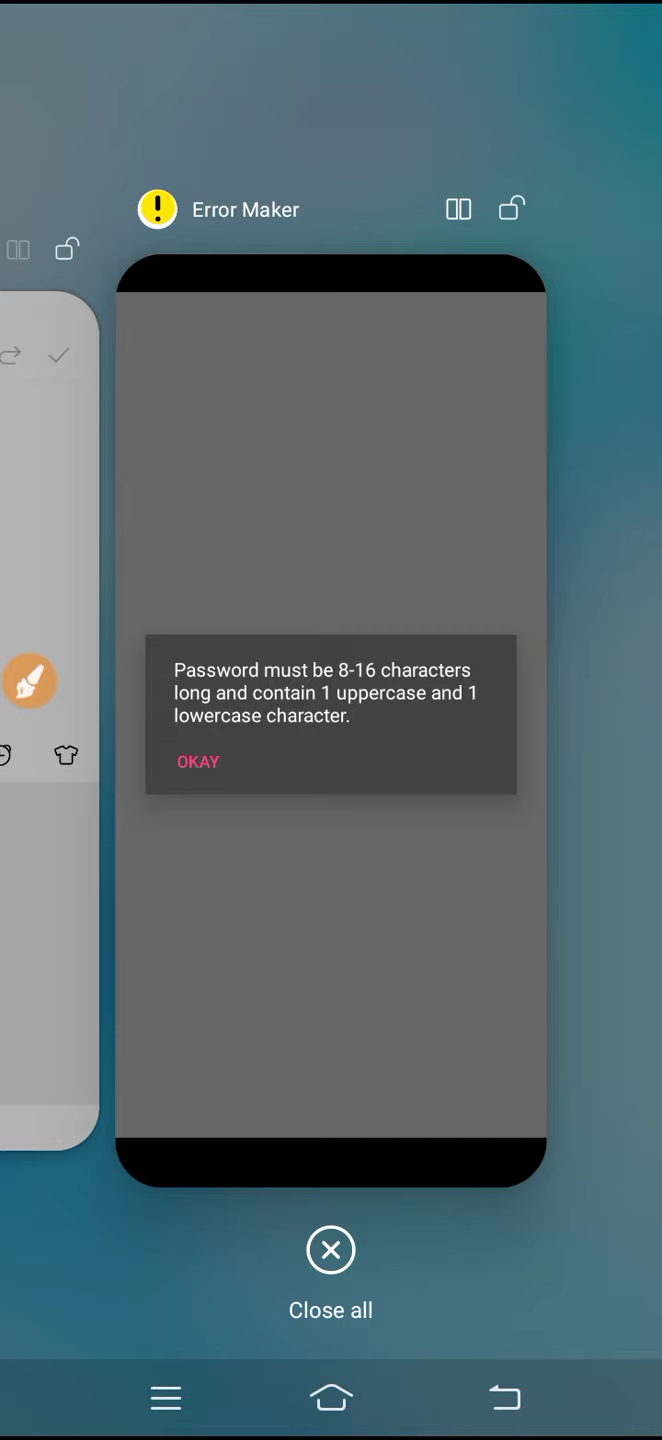 Error Maker
Password must be 8-16 characters
long and contain 1 uppercase and 1
lowercase character.
OKAY
Close all